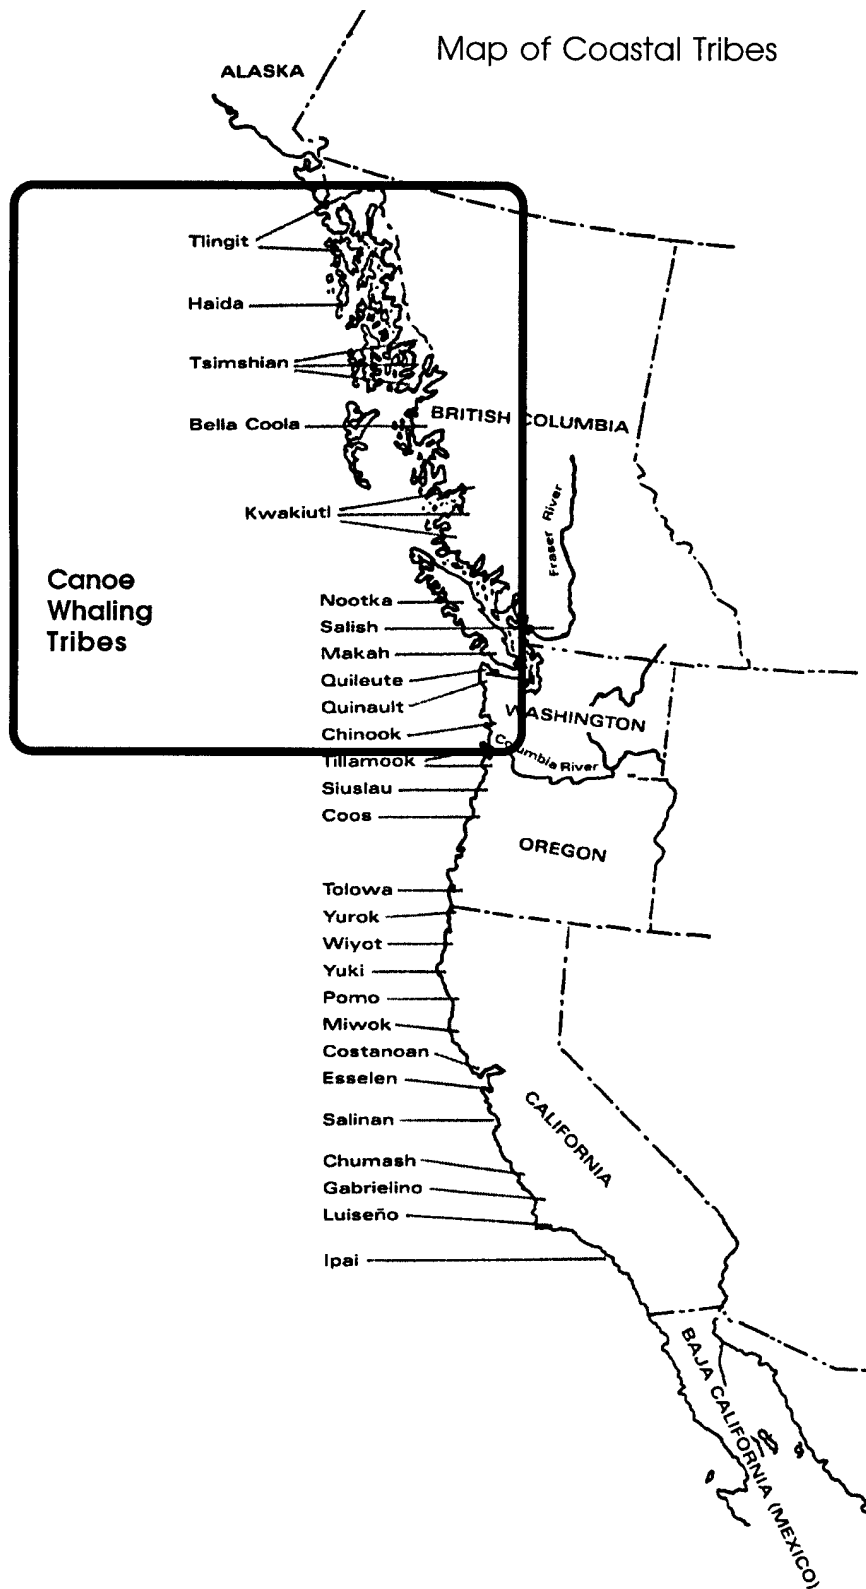 Map of Coastal Tribes
ALASKA
Tlingit
Haida
Tsimshian
BRITISH COLUMBIA
Bella Coola
Kwakiutl
Fraser River
Canoe
Whaling
Tribes
Nootka
Salish
Makah
Quileute
Quinault
WASHINGTON
Chinook
Columbia River
Tillamook
Siuslau
Coos
OREGON
Tolowa
Yurok
Wiyot
Yuki
Pomo
Miwok
Costanoan
Esselen
Salinan
CALIFORNIA
Chumash
Gabrielino
Luiseño
Ipai
BAJA CALIFORNIA (MEXICO)